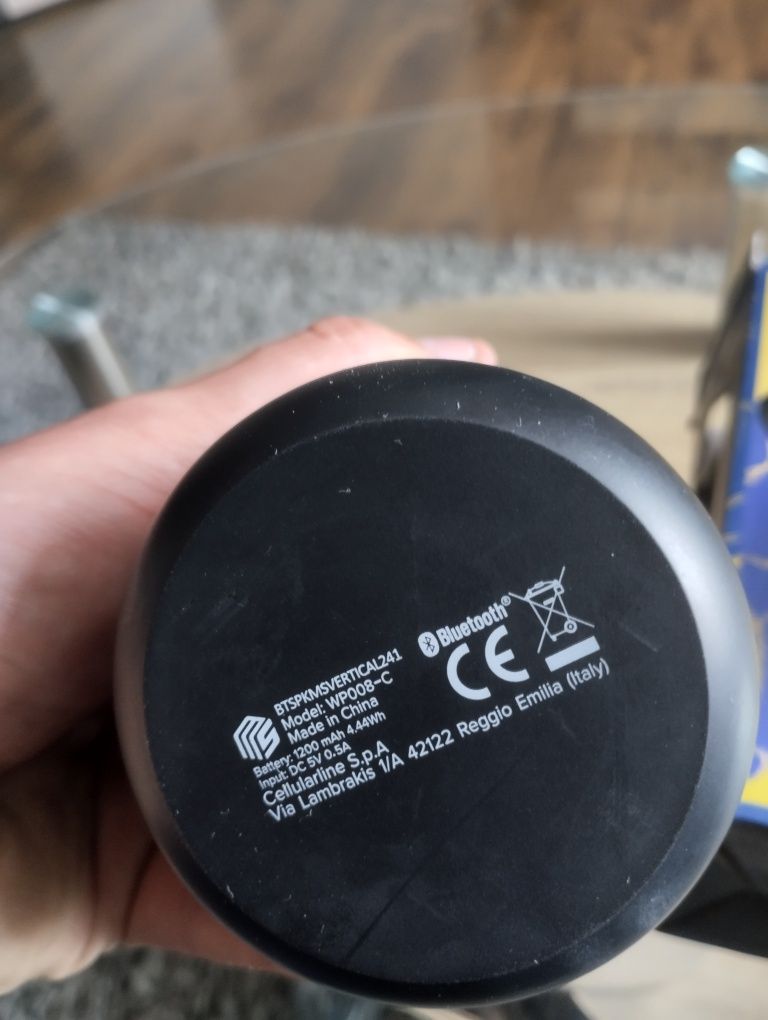 BTSPKMSVERTICAL241
Model: WP008-C
Made in China
Battery: 1200 mAh 4.44Wh
Input: DC 5V 0.5A
Cellularline S.p.A
Via Lambrakis 1/A 42122 Reggio Emilia (Italy)
Bluetooth®
CE